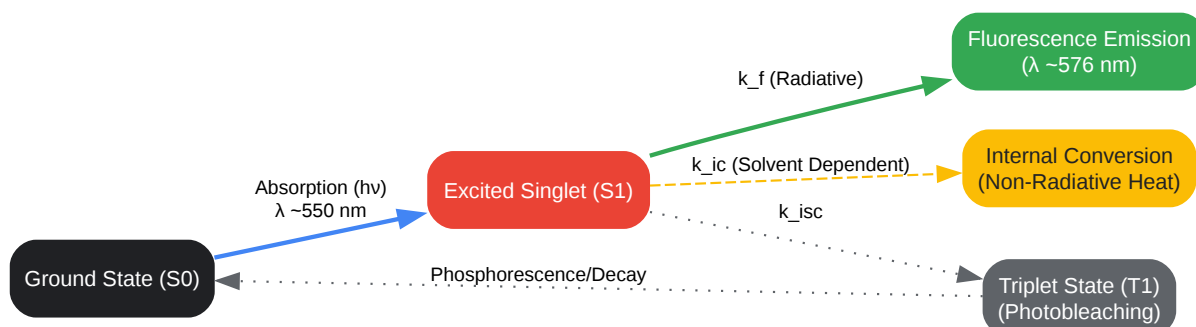 Fluorescence Emission
(λ ~576 nm)
k_f (Radiative)
Internal Conversion
(Non-Radiative Heat)
k_ic (Solvent Dependent)
Excited Singlet (S1)
Absorption (hν)
λ ~550 nm
k_isc
Ground State (S0)
Phosphorescence/Decay
Triplet State (T1)
(Photobleaching)